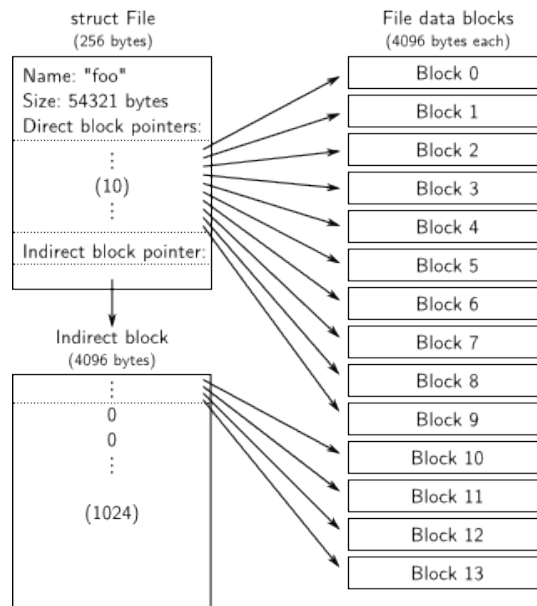 struct File
(256 bytes)
Name: "foo"
Size: 54321 bytes
Direct block pointers:
⋮
(10)
⋮
Indirect block pointer:
Indirect block
(4096 bytes)
⋮
0
0
⋮
(1024)
File data blocks
(4096 bytes each)
Block 0
Block 1
Block 2
Block 3
Block 4
Block 5
Block 6
Block 7
Block 8
Block 9
Block 10
Block 11
Block 12
Block 13